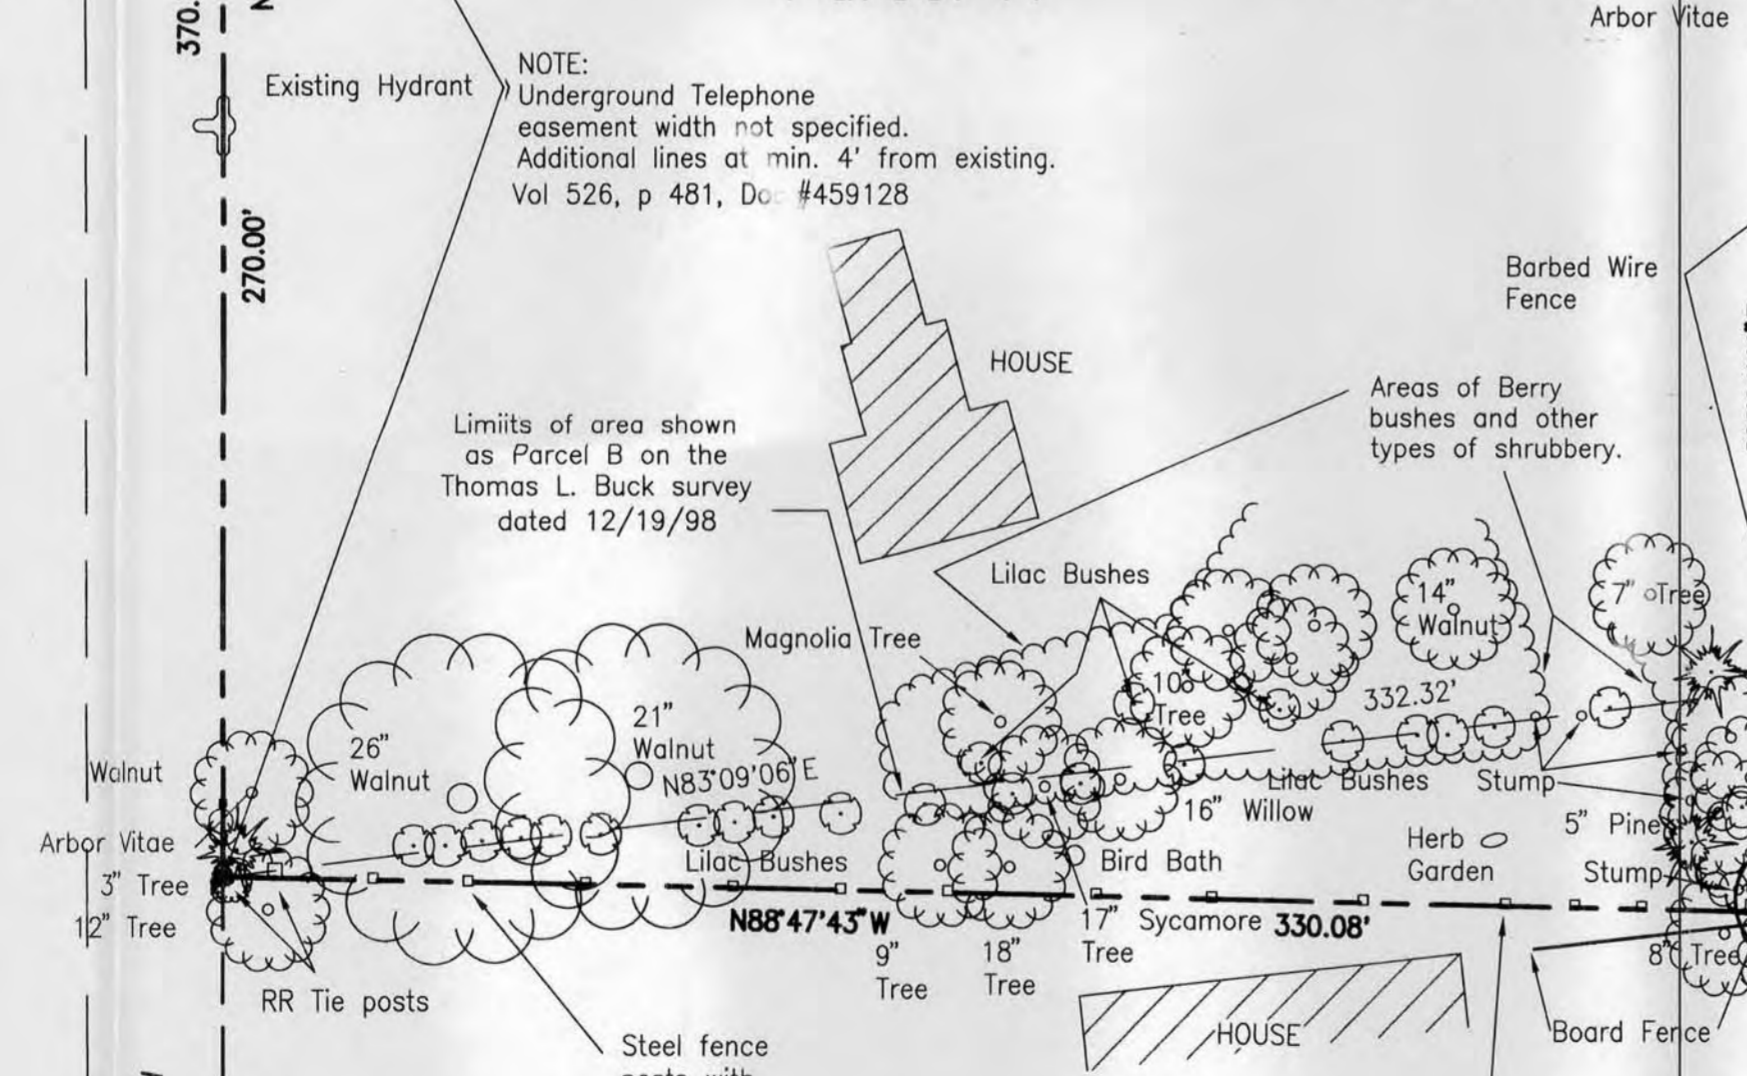 Arbor Vitae
370.
NOTE:
Existing Hydrant
Underground Telephone
easement width not specified.
Additional lines at min. 4' from existing.
Vol 526, p 481, Doc #459128
270.00'
Barbed Wire
Fence
HOUSE
Areas of Berry
bushes and other
types of shrubbery.
Limiits of area shown
as Parcel B on the
Thomas L. Buck survey
dated 12/19/98
Lilac Bushes
14"
Walnut
7" Tree
Magnolia Tree
10"
Tree
332.32'
21"
Walnut
26"
Walnut
Walnut
N83°09'06"E
Lilac Bushes
Stump
16" Willow
5" Pine
Arbor Vitae
Lilac Bushes
Bird Bath
Herb
Garden
3" Tree
Stump
12" Tree
N88°47'43"W
17" Sycamore
Tree
330.08'
9"
Tree
18"
Tree
8" Tree
RR Tie posts
HOUSE
Board Fence
Steel fence
posts with